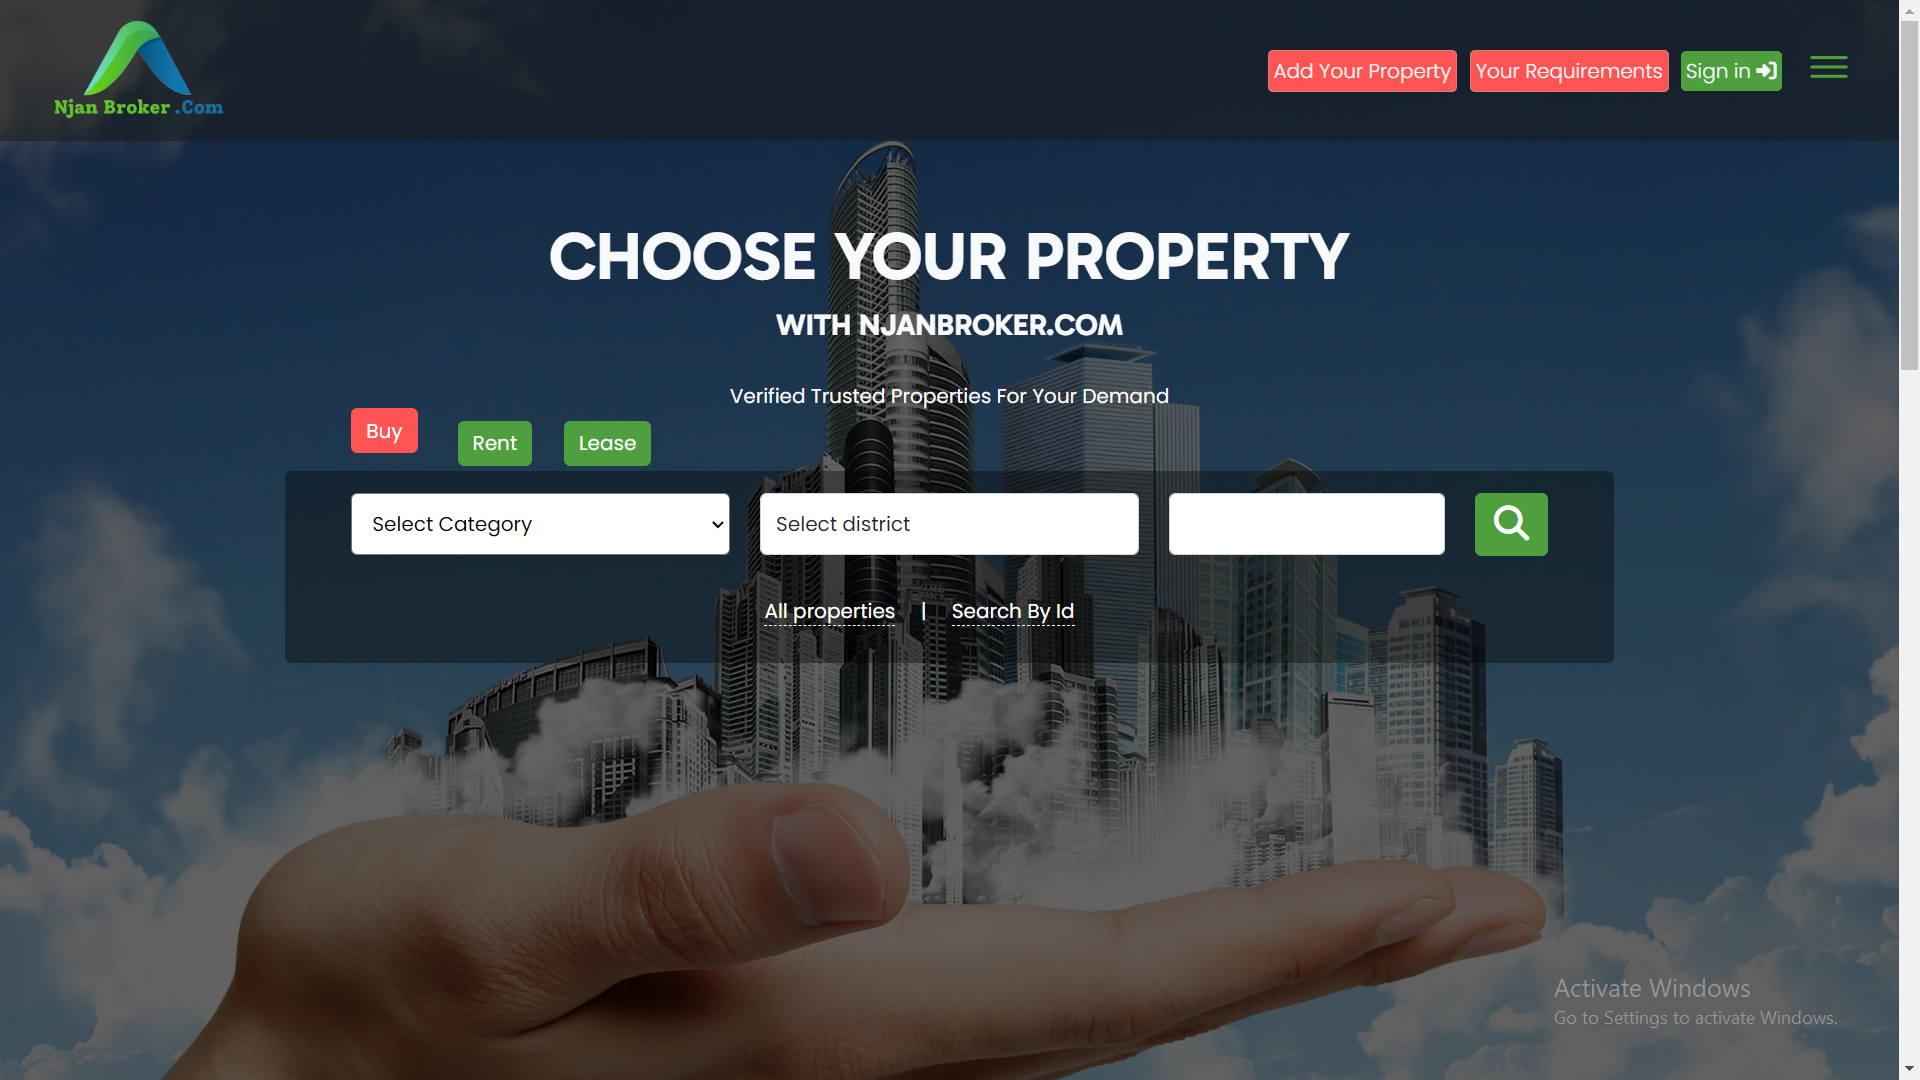 Njan Broker .Com
Add Your Property
Your Requirements
Sign in
CHOOSE YOUR PROPERTY
WITH NJANBROKER.COM
Verified Trusted Properties For Your Demand
Buy
Rent
Lease
Select Category
Select district
All properties | Search By Id
Activate Windows
Go to Settings to activate Windows.